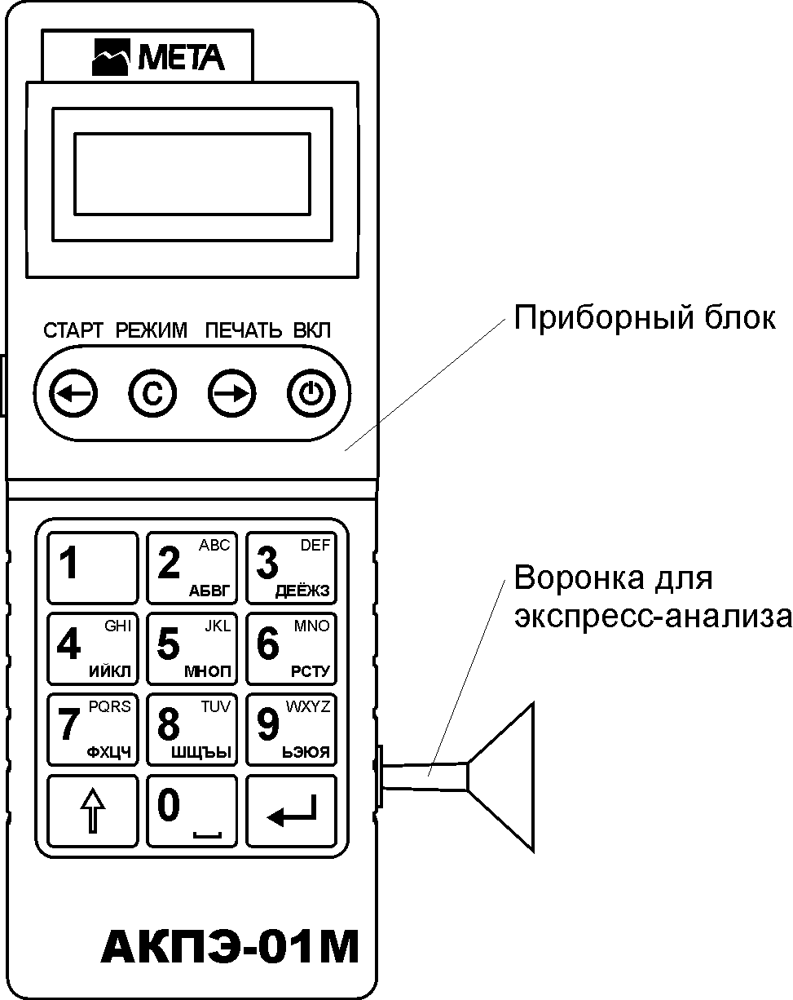 МЕТА
СТАРТ РЕЖИМ ПЕЧАТЬ ВКЛ
C
Приборный блок
1
2 ABC АБВГ
3 DEF ДЕЁЖЗ
4 GHI ИЙКЛ
5 JKL МНОП
6 MNO РСТУ
7 PQRS ФХЦЧ
8 TUV ШЩЪЫ
9 WXYZ ЬЭЮЯ
0
Воронка для
экспресс-анализа
АКПЭ-01М